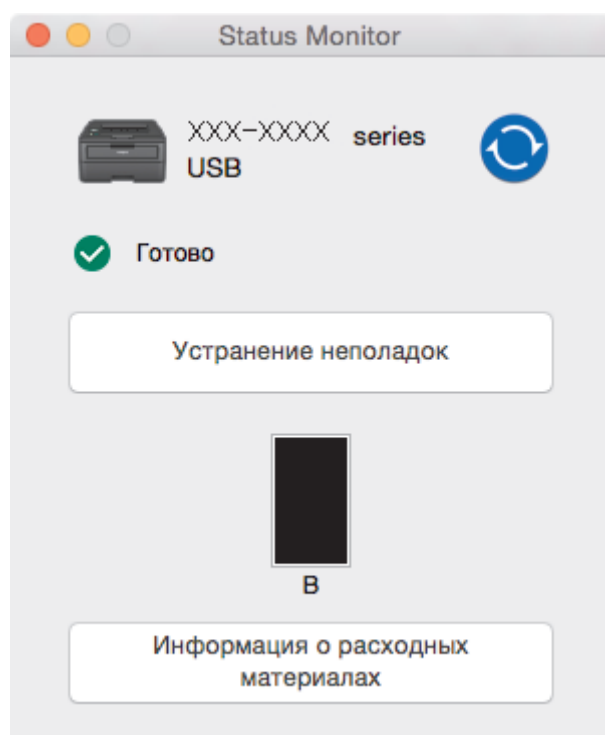 Status Monitor
XXX-XXXX series
USB
Готово
Устранение неполадок
B
Информация о расходных
материалах